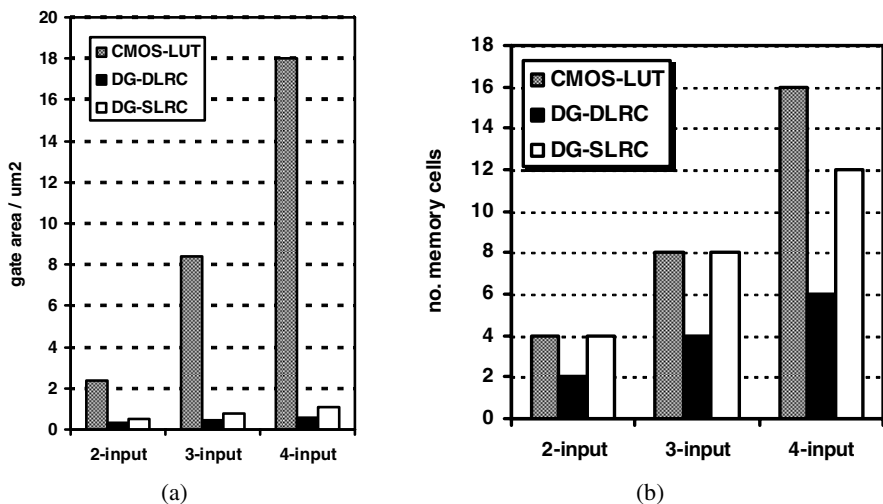 gate area / um2
20
18
16
14
12
10
8
6
4
2
0
CMOS-LUT
DG-DLRC
DG-SLRC
2-input 3-input 4-input
(a)
no. memory cells
18
16
14
12
10
8
6
4
2
0
CMOS-LUT
DG-DLRC
DG-SLRC
2-input 3-input 4-input
(b)